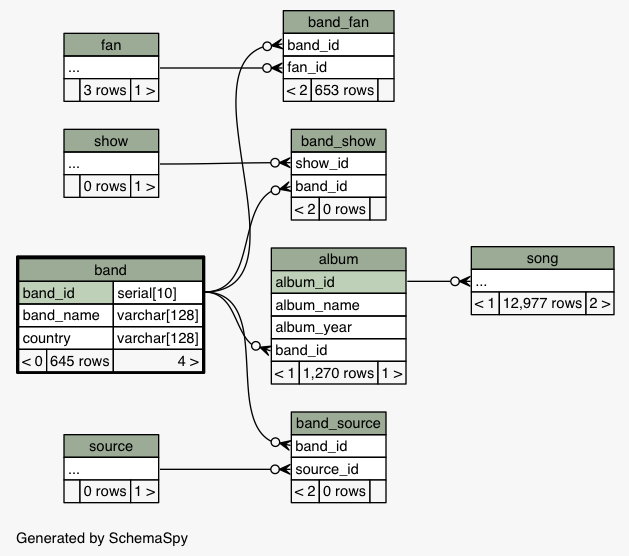 band_fan
band_id
fan_id
< 2 653 rows
fan
...
3 rows 1 >
show
...
0 rows 1 >
band_show
show_id
band_id
< 2 0 rows
band
band_id serial[10]
band_name varchar[128]
country varchar[128]
< 0 645 rows 4 >
album
album_id
album_name
album_year
band_id
< 1 1,270 rows 1 >
song
...
< 1 12,977 rows 2 >
band_source
band_id
source_id
< 2 0 rows
source
...
0 rows 1 >
Generated by SchemaSpy